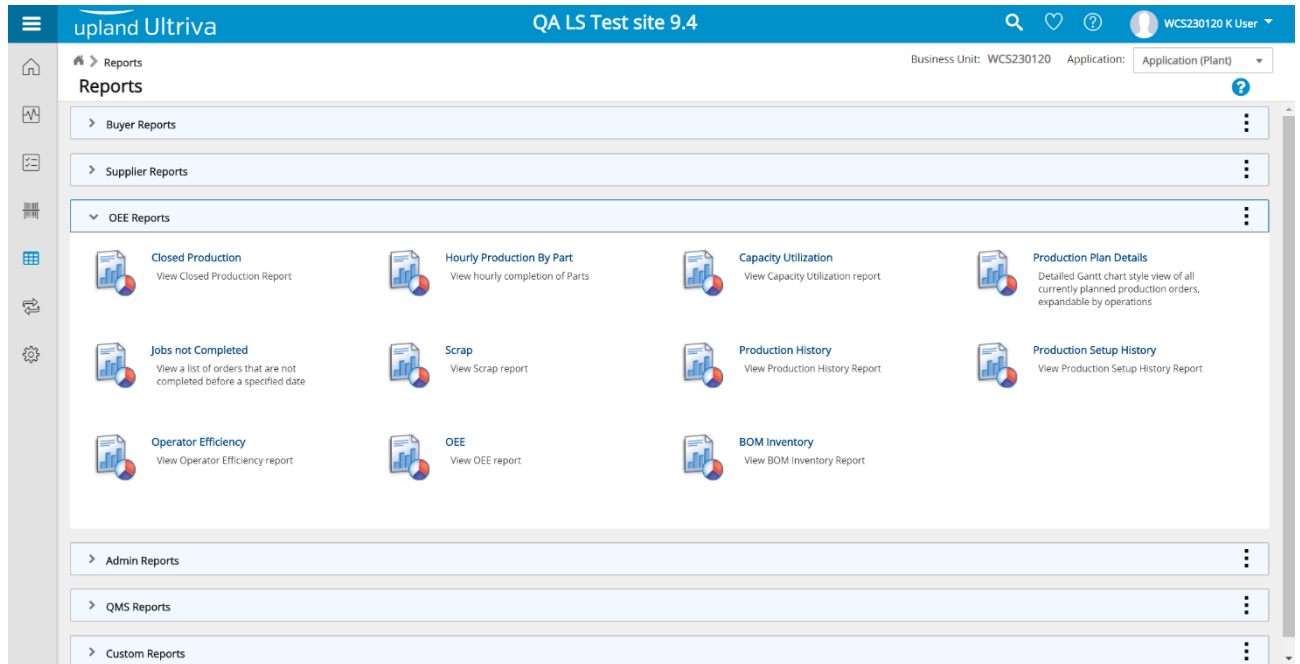 upland Ultriva
QA LS Test site 9.4
WCS230120 K User
Reports
Business Unit: WCS230120 Application: Application (Plant)
Reports
Buyer Reports
Supplier Reports
OEE Reports
Closed Production
View Closed Production Report
Hourly Production By Part
View hourly completion of Parts
Capacity Utilization
View Capacity Utilization report
Production Plan Details
Detailed Gantt chart style view of all
currently planned production orders,
expandable by operations
Jobs not Completed
View a list of orders that are not
completed before a specified date
Scrap
View Scrap report
Production History
View Production History Report
Production Setup History
View Production Setup History Report
Operator Efficiency
View Operator Efficiency report
OEE
View OEE report
BOM Inventory
View BOM Inventory Report
Admin Reports
QMS Reports
Custom Reports